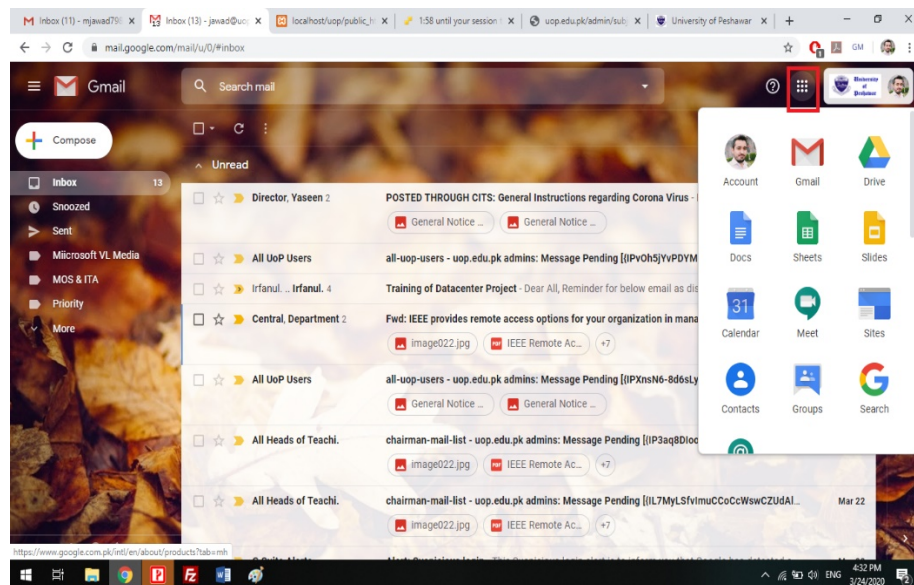 Inbox (11) - mjawad79
Inbox (13) - jawad@uo
localhost/uop/public_h
1:58 until your session
uop.edu.pk/admin/sub
University of Peshawar
mail.google.com/mail/u/0/#inbox
GM
Gmail
Search mail
University
of
Peshawar
Compose
Unread
Inbox 13
Snoozed
Sent
Miicrosoft VL Media
MOS & ITA
Priority
More
Director, Yaseen 2 POSTED THROUGH CITS: General Instructions regarding Corona Virus -
General Notice ... General Notice ...
All UoP Users all-uop-users - uop.edu.pk admins: Message Pending [{IPvOh5jYvPDYM
Irfanul. .. Irfanul. 4 Training of Datacenter Project - Dear All, Reminder for below email as dis
Central, Department 2 Fwd: IEEE provides remote access options for your organization in mana
image022.jpg PDF IEEE Remote Ac... +7
All UoP Users all-uop-users - uop.edu.pk admins: Message Pending [{IPXnsN6-8d6sLy
General Notice ... General Notice ...
All Heads of Teachi. chairman-mail-list - uop.edu.pk admins: Message Pending
image022.jpg PDF IEEE Remote Ac... +7
All Heads of Teachi. chairman-mail-list - uop.edu.pk admins: Message Pending Mar 22
image022.jpg PDF IEEE Remote Ac... +7
Account Gmail Drive
Docs Sheets Slides
31
Calendar Meet Sites
Contacts Groups Search
https://www.google.com.pk/intl/en/about/products?tab=mh
ENG
4:32 PM
3/24/2020